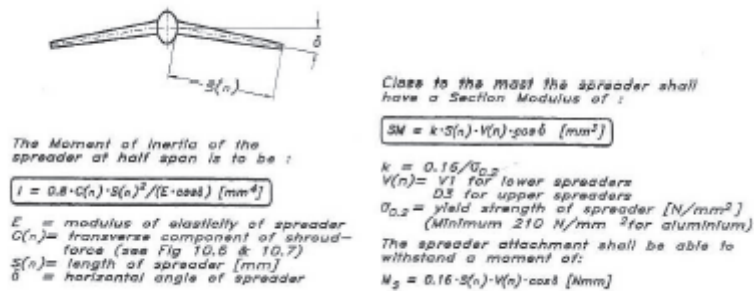 δ
S(n)
The Moment of Inertia of the
spreader at half span is to be :
I = 0.8·C(n)·S(n)²/(E·cosδ) [mm⁴]
E = modulus of elasticity of spreader
C(n)= transverse component of shroud-
force (see Fig 10.6 & 10.7)
S(n)= length of spreader [mm]
δ = horizontal angle of spreader
Close to the mast the spreader shall
have a Section Modulus of :
SM = k·S(n)·V(n)·cosδ [mm³]
k = 0.16/σ0.2
V(n)= V1 for lower spreaders
D3 for upper spreaders
σ0.2= yield strength of spreader [N/mm²]
(Minimum 210 N/mm² for aluminium)
The spreader attachment shall be able to
withstand a moment of:
Ms = 0.16·S(n)·V(n)·cosδ [Nmm]